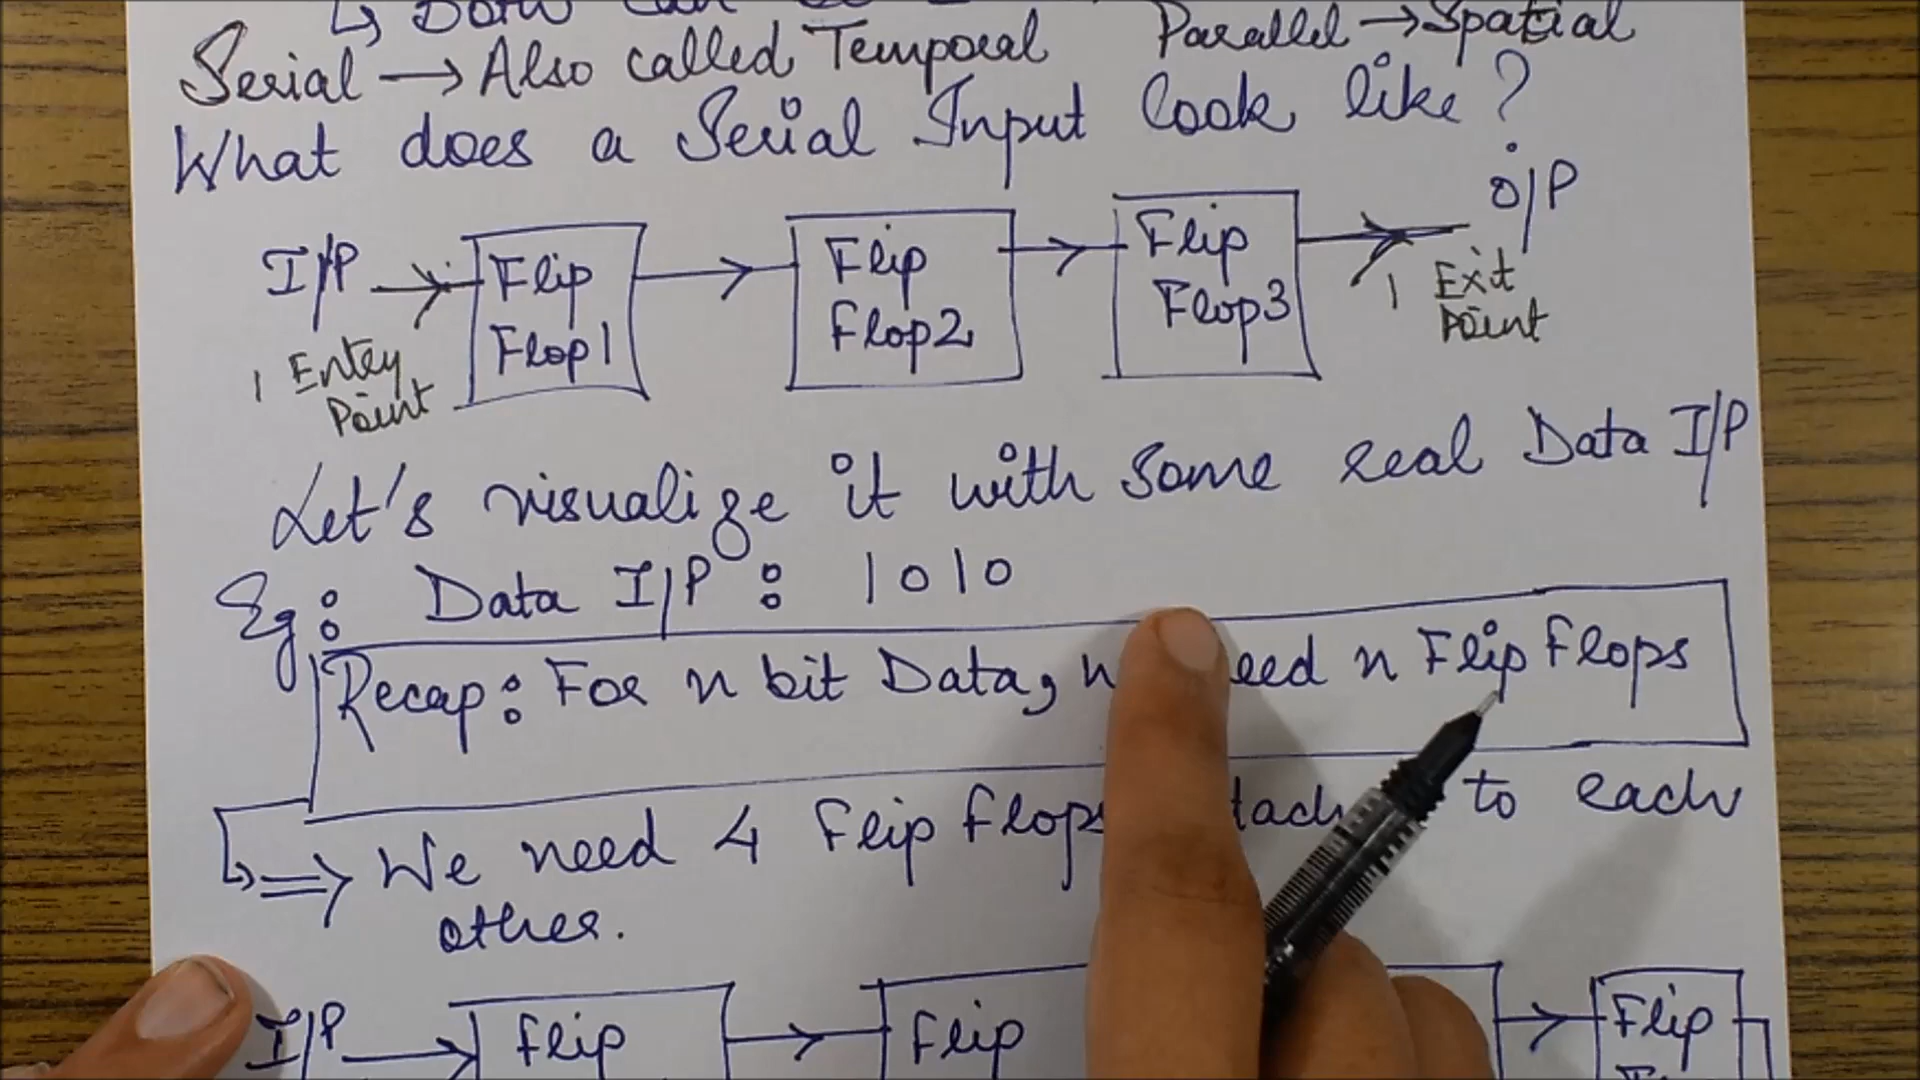 Serial → Also called Temporal Parallel → Spatial
What does a Serial Input look like?
I/P → Flip Flop1 → Flip Flop2 → Flip Flop3 → O/P
1 Entry Point
1 Exit Point
Let's visualize it with some real Data I/P
Eg: Data I/P : 1010
Recap: For n bit Data, need n Flip Flops
⇒ We need 4 Flip Flops to each
other.
I/P → Flip → Flip → Flip